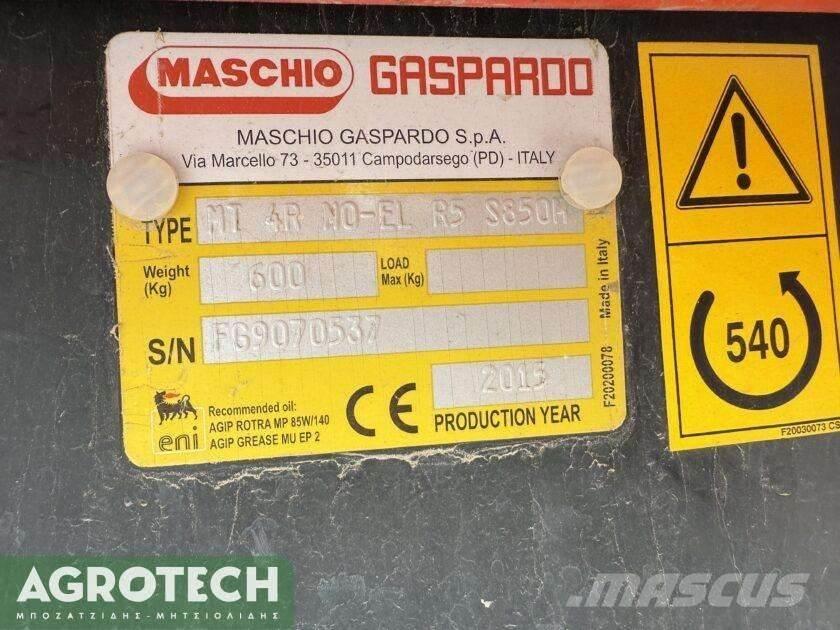 MASCHIO GASPARDO
MASCHIO GASPARDO S.p.A.
Via Marcello 73 - 35011 Campodarsego (PD) - ITALY
TYPE MT 4R NO-EL R5 S850H
Weight (Kg) 600 LOAD Max (Kg)
S/N FG9070537
2015
PRODUCTION YEAR
CE
eni
Recommended oil:
AGIP ROTRA MP 85W/140
AGIP GREASE MU EP 2
F20200078 Made in Italy
540
F20030073 CS
AGROTECH
ΜΠΟΖΑΤΖΙΔΗΣ-ΜΗΤΣΙΟΛΙΔΗΣ
MASCUS